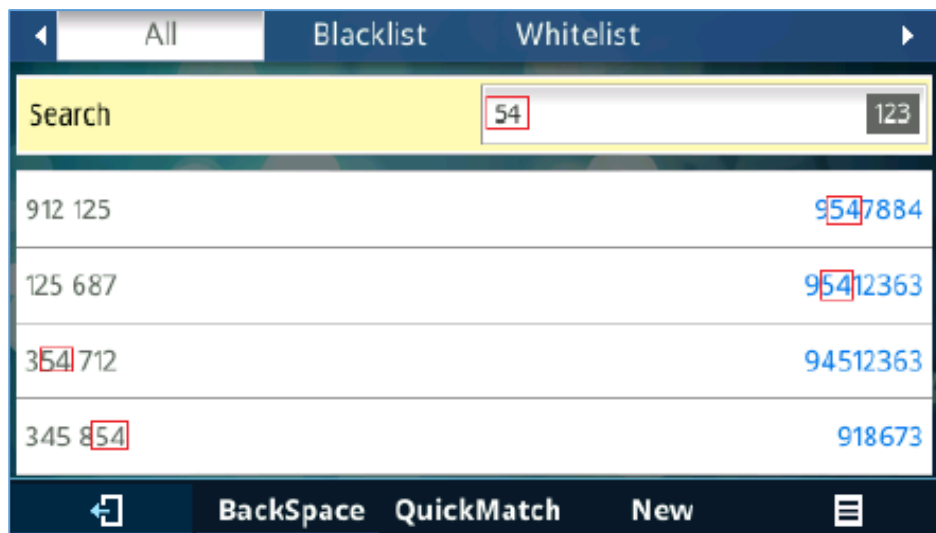 All Blacklist Whitelist
Search 54 123
912 125 9547884
125 687 95412363
354 712 94512363
345 854 918673
BackSpace QuickMatch New